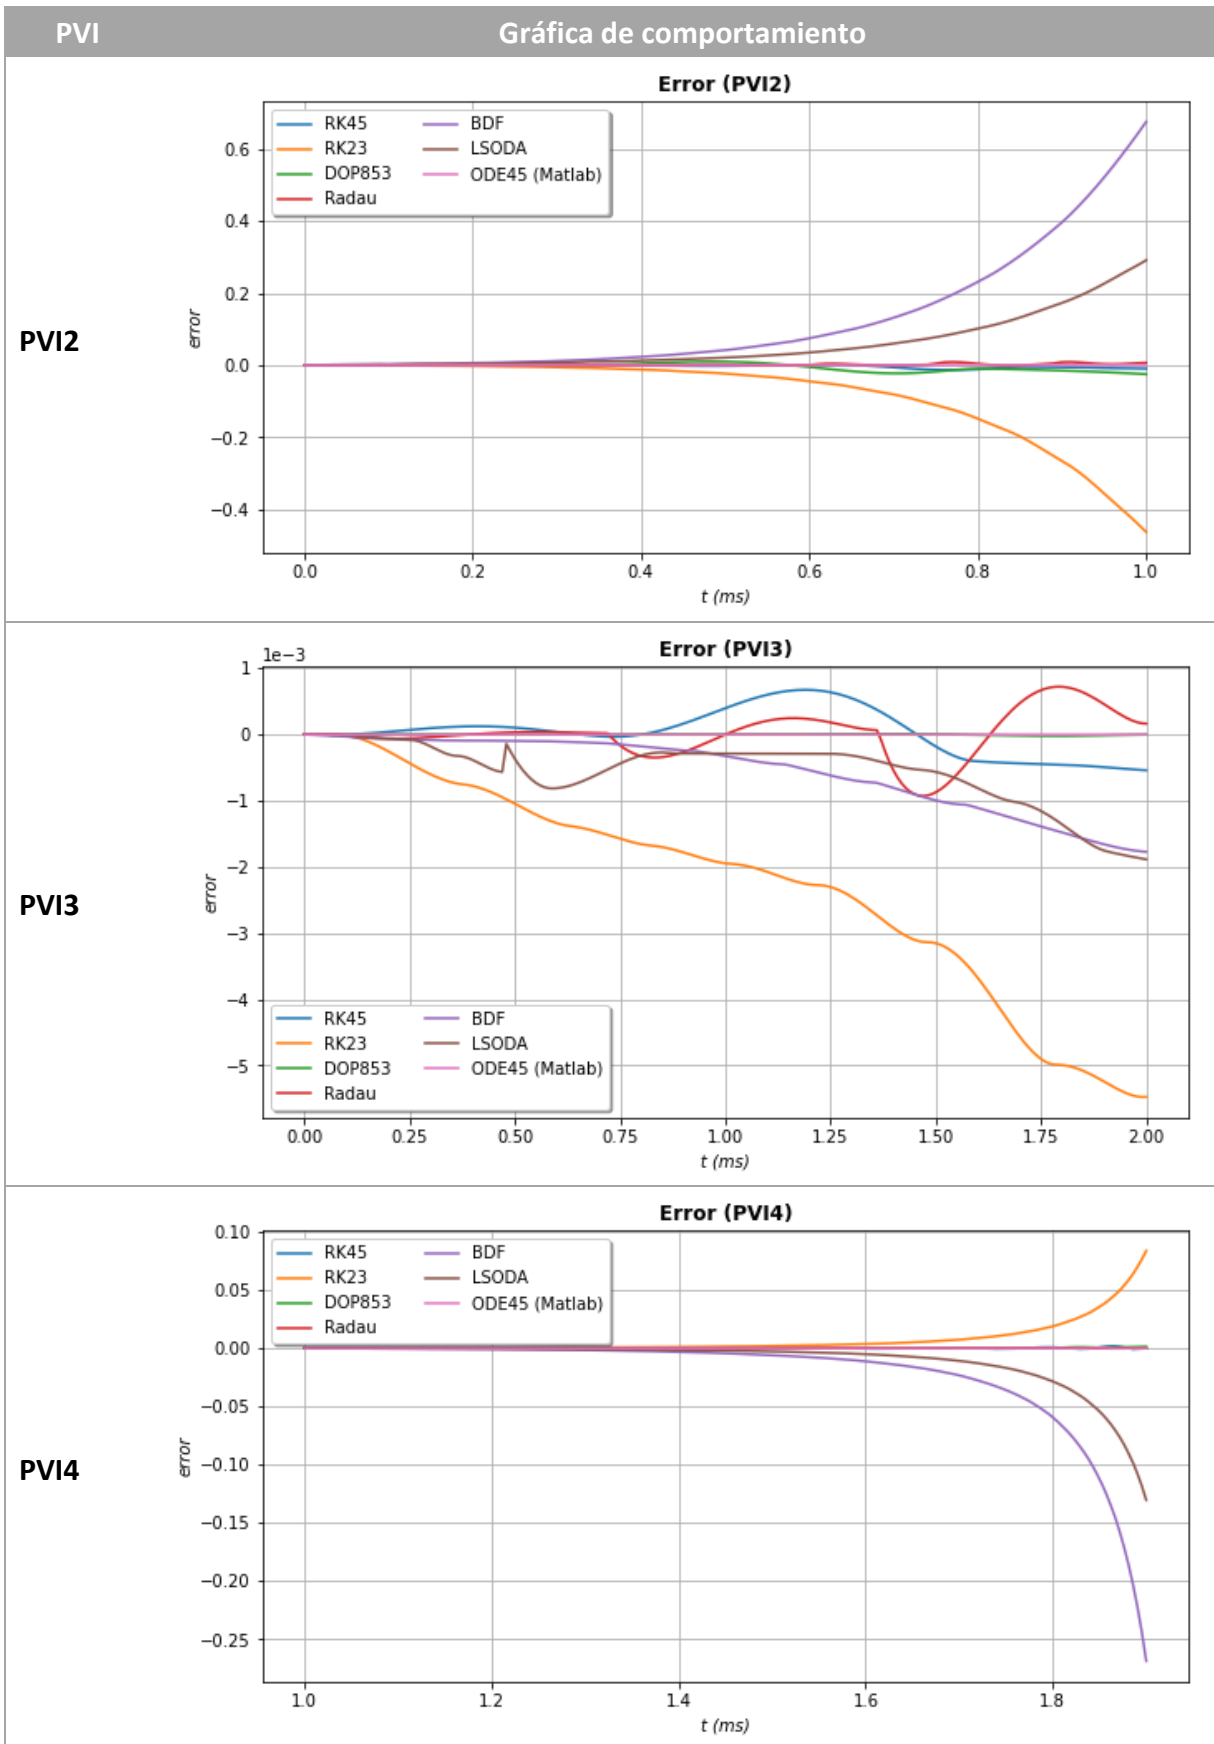 PVI Gráfica de comportamiento
PVI2
Error (PVI2)
RK45 BDF
RK23 LSODA
DOP853 ODE45 (Matlab)
Radau
0.6
0.4
0.2
0.0
−0.2
−0.4
error
0.0 0.2 0.4 0.6 0.8 1.0
t (ms)
PVI3
Error (PVI3)
1e−3
1
0
−1
−2
−3
−4
−5
error
RK45 BDF
RK23 LSODA
DOP853 ODE45 (Matlab)
Radau
0.00 0.25 0.50 0.75 1.00 1.25 1.50 1.75 2.00
t (ms)
PVI4
Error (PVI4)
RK45 BDF
RK23 LSODA
DOP853 ODE45 (Matlab)
Radau
0.10
0.05
0.00
−0.05
−0.10
−0.15
−0.20
−0.25
error
1.0 1.2 1.4 1.6 1.8
t (ms)